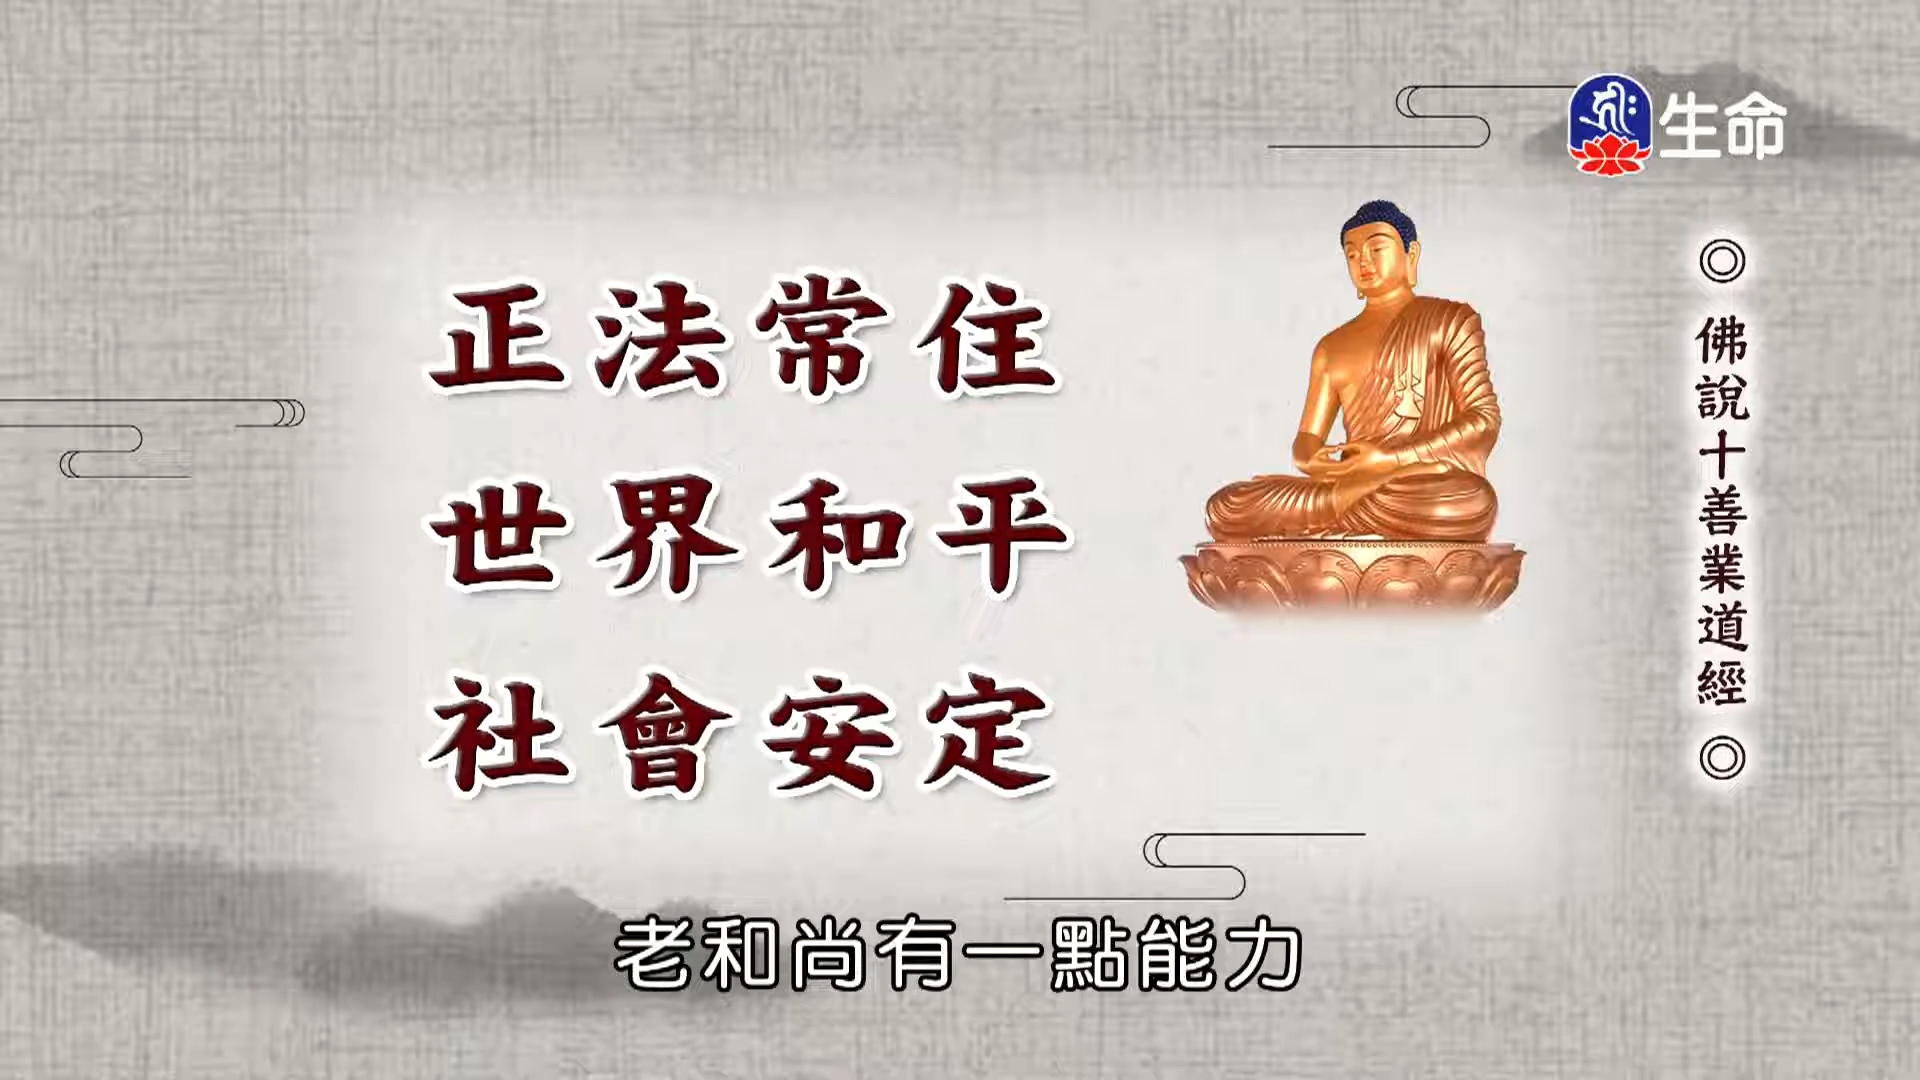 生命
正法常住
世界和平
社會安定
◎佛說十善業道經◎
老和尚有一點能力